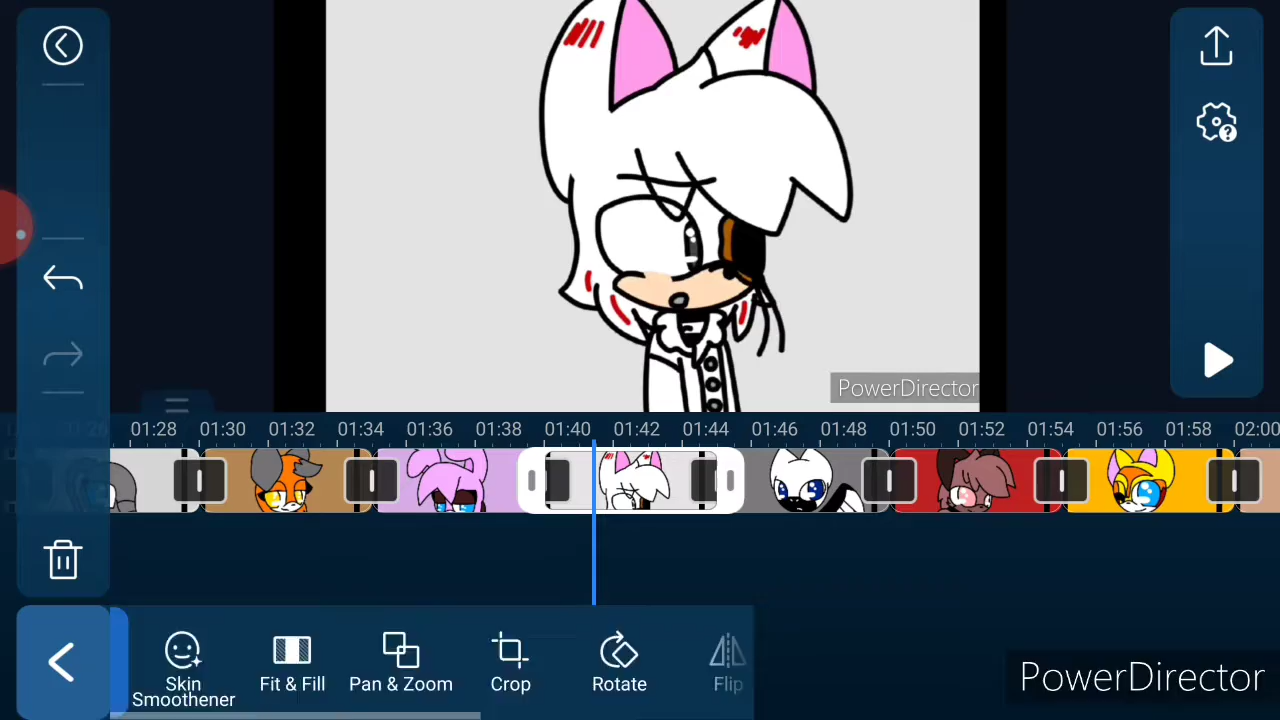 PowerDirector
01:28 01:30 01:32 01:34 01:36 01:38 01:40 01:42 01:44 01:46 01:48 01:50 01:52 01:54 01:56 01:58 02:00
Skin Smoothener
Fit & Fill
Pan & Zoom
Crop
Rotate
Flip
PowerDirector